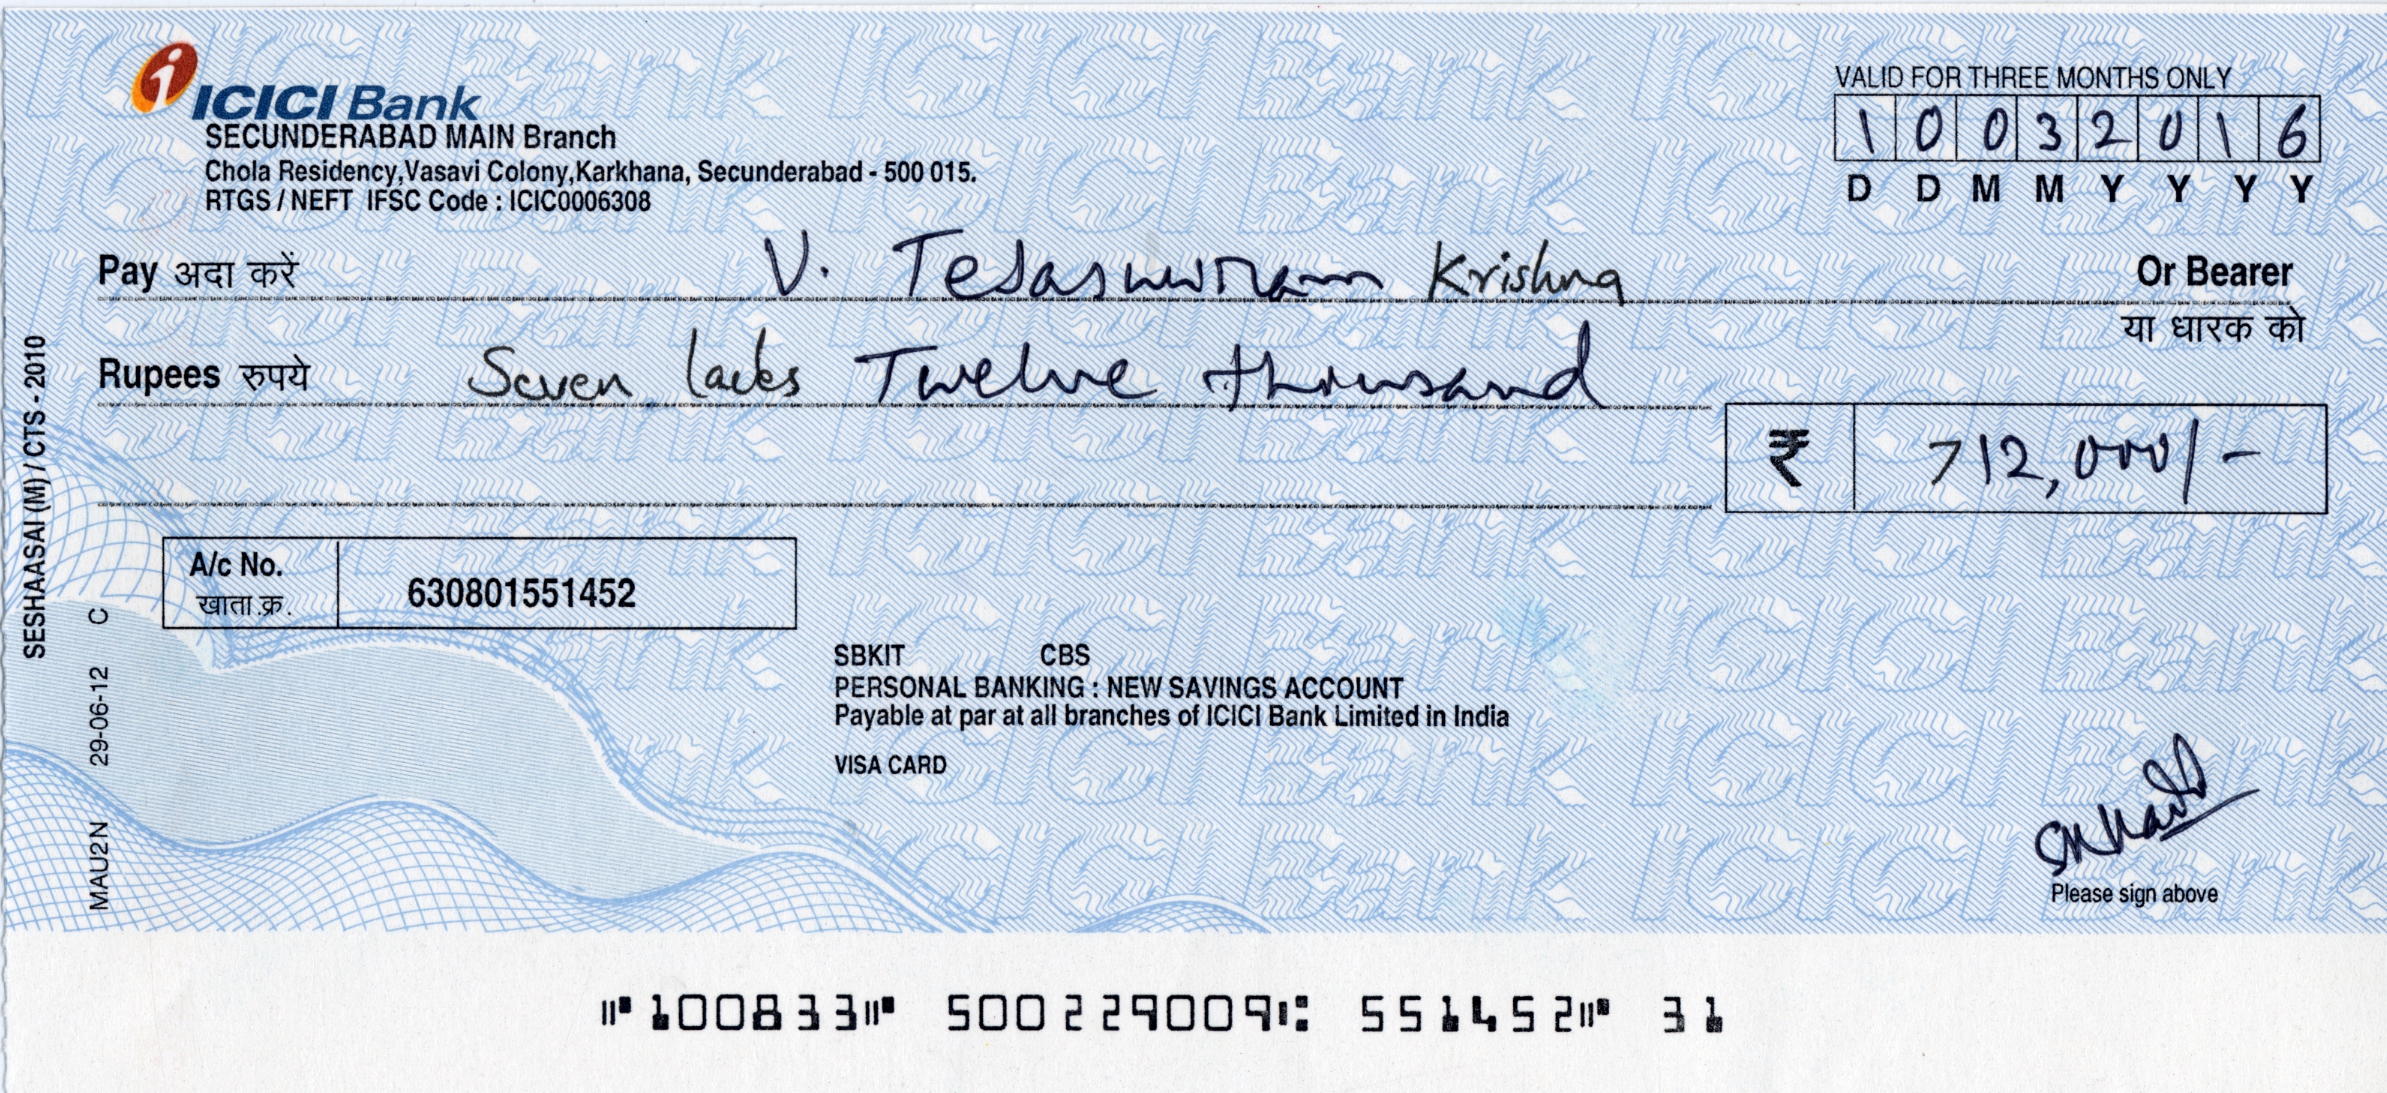 ICICI Bank
SECUNDERABAD MAIN Branch
Chola Residency,Vasavi Colony,Karkhana, Secunderabad - 500 015.
RTGS / NEFT IFSC Code : ICIC0006308
VALID FOR THREE MONTHS ONLY
1 0 0 3 2 0 1 6
D D M M Y Y Y Y
Pay अदा करें V. Krishna Or Bearer
या धारक को
Rupees रुपये Seven lacks Twelve thousand
₹ 712,000/-
A/c No. 630801551452
खाता.क्र.
SBKIT CBS
PERSONAL BANKING : NEW SAVINGS ACCOUNT
Payable at par at all branches of ICICI Bank Limited in India
VISA CARD
Please sign above
SESHAASAI (M) / CTS - 2010
MAU2N 29-06-12 C
⑈100833⑈ 500229009⑆ 551452⑈ 31